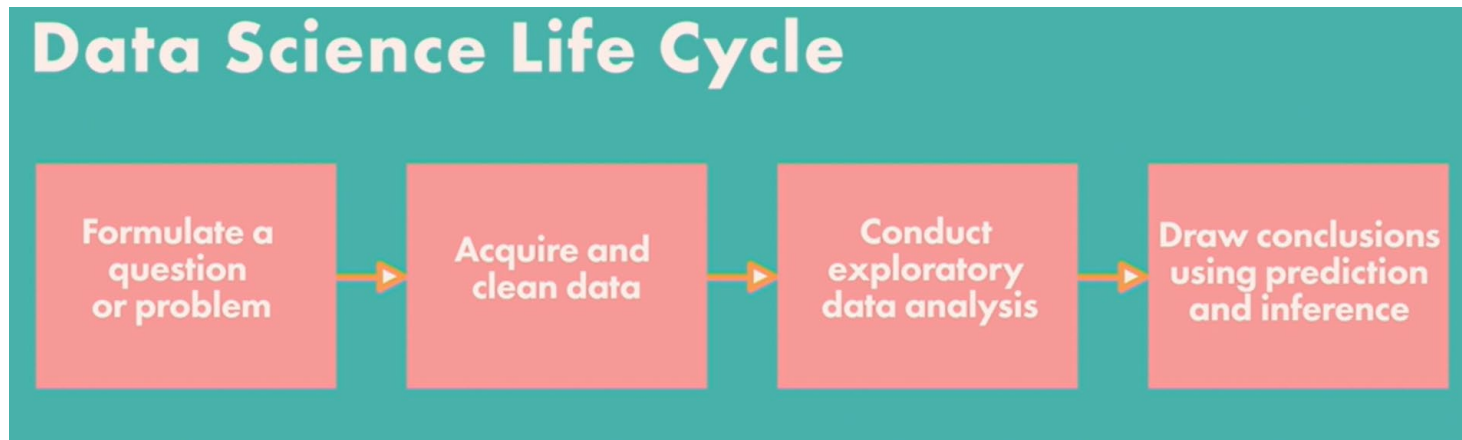 Data Science Life Cycle
Formulate a
question
or problem
Acquire and
clean data
Conduct
exploratory
data analysis
Draw conclusions
using prediction
and inference